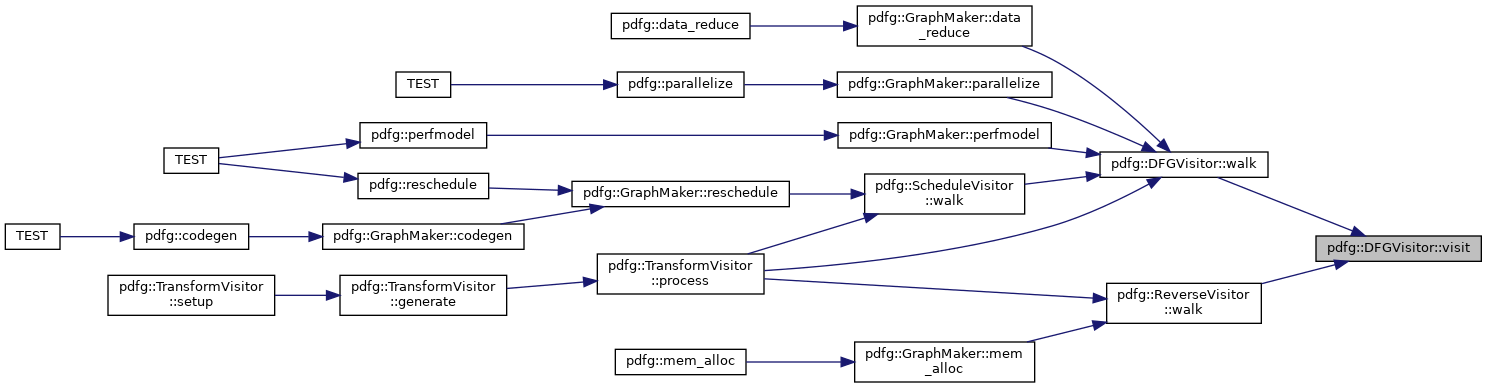 pdfg::data_reduce
pdfg::GraphMaker::data
_reduce
TEST
pdfg::parallelize
pdfg::GraphMaker::parallelize
TEST
pdfg::perfmodel
pdfg::GraphMaker::perfmodel
pdfg::DFGVisitor::walk
pdfg::reschedule
pdfg::GraphMaker::reschedule
pdfg::ScheduleVisitor
::walk
TEST
pdfg::codegen
pdfg::GraphMaker::codegen
pdfg::DFGVisitor::visit
pdfg::TransformVisitor
::setup
pdfg::TransformVisitor
::generate
pdfg::TransformVisitor
::process
pdfg::ReverseVisitor
::walk
pdfg::mem_alloc
pdfg::GraphMaker::mem
_alloc